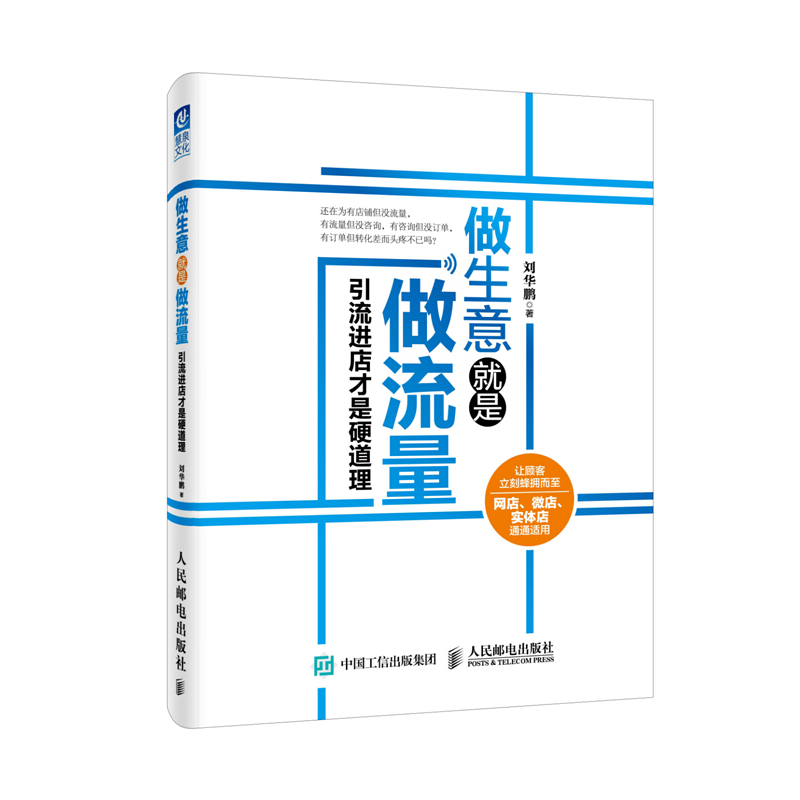 慧泉
文化
做生意就是做流量
引流进店才是硬道理
刘华鹏 著
人民邮电出版社
还在为有店铺但没流量，
有流量但没咨询，有咨询但没订单，
有订单但转化差而头疼不已吗？
做生意就是
做流量
引流进店才是硬道理
刘华鹏◎著
让顾客
立刻蜂拥而至
网店、微店、
实体店
通通适用
中国工信出版集团
人民邮电出版社
POSTS & TELECOM PRESS